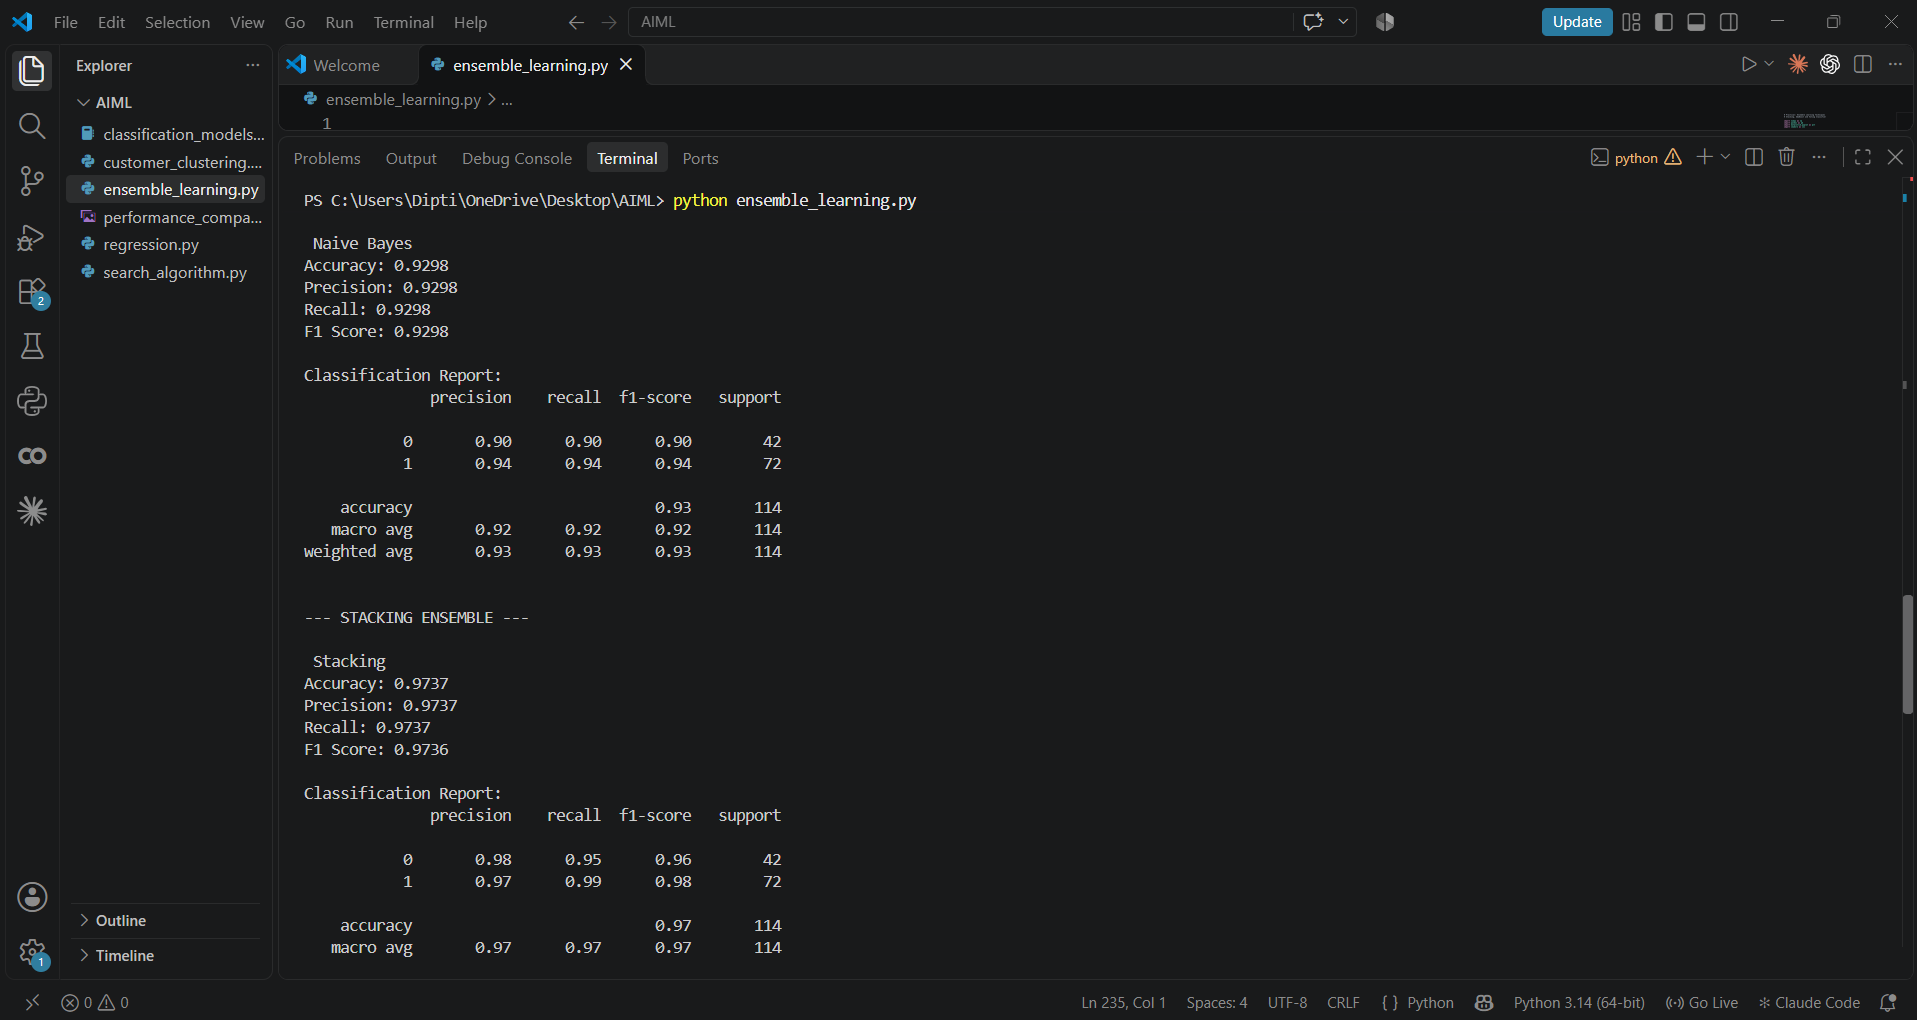 File Edit Selection View Go Run Terminal Help
AIML
Update
Explorer
AIML
classification_models...
customer_clustering....
ensemble_learning.py
performance_compa...
regression.py
search_algorithm.py
Outline
Timeline
2
1
Welcome
ensemble_learning.py
ensemble_learning.py > ...
1
Problems Output Debug Console Terminal Ports
python
PS C:\Users\Dipti\OneDrive\Desktop\AIML> python ensemble_learning.py
Naive Bayes
Accuracy: 0.9298
Precision: 0.9298
Recall: 0.9298
F1 Score: 0.9298
Classification Report:
precision recall f1-score support
0 0.90 0.90 0.90 42
1 0.94 0.94 0.94 72
accuracy 0.93 114
macro avg 0.92 0.92 0.92 114
weighted avg 0.93 0.93 0.93 114
--- STACKING ENSEMBLE ---
Stacking
Accuracy: 0.9737
Precision: 0.9737
Recall: 0.9737
F1 Score: 0.9736
Classification Report:
precision recall f1-score support
0 0.98 0.95 0.96 42
1 0.97 0.99 0.98 72
accuracy 0.97 114
macro avg 0.97 0.97 0.97 114
0 0 Ln 235, Col 1 Spaces: 4 UTF-8 CRLF { } Python Python 3.14 (64-bit) Go Live Claude Code